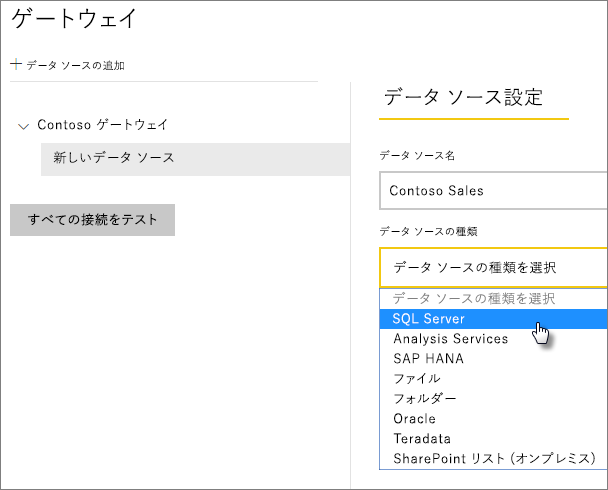 ゲートウェイ
データ ソースの追加
Contoso ゲートウェイ
新しいデータ ソース
すべての接続をテスト
データ ソース設定
データ ソース名
Contoso Sales
データ ソースの種類
データ ソースの種類を選択
データ ソースの種類を選択
SQL Server
Analysis Services
SAP HANA
ファイル
フォルダー
Oracle
Teradata
SharePoint リスト (オンプレミス)